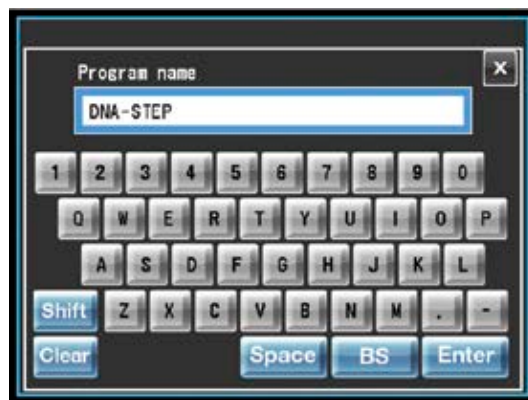 Program name
X
DNA-STEP
1 2 3 4 5 6 7 8 9 0
Q W E R T Y U I O P
A S D F G H J K L
Shift Z X C V B N M . -
Clear Space BS Enter